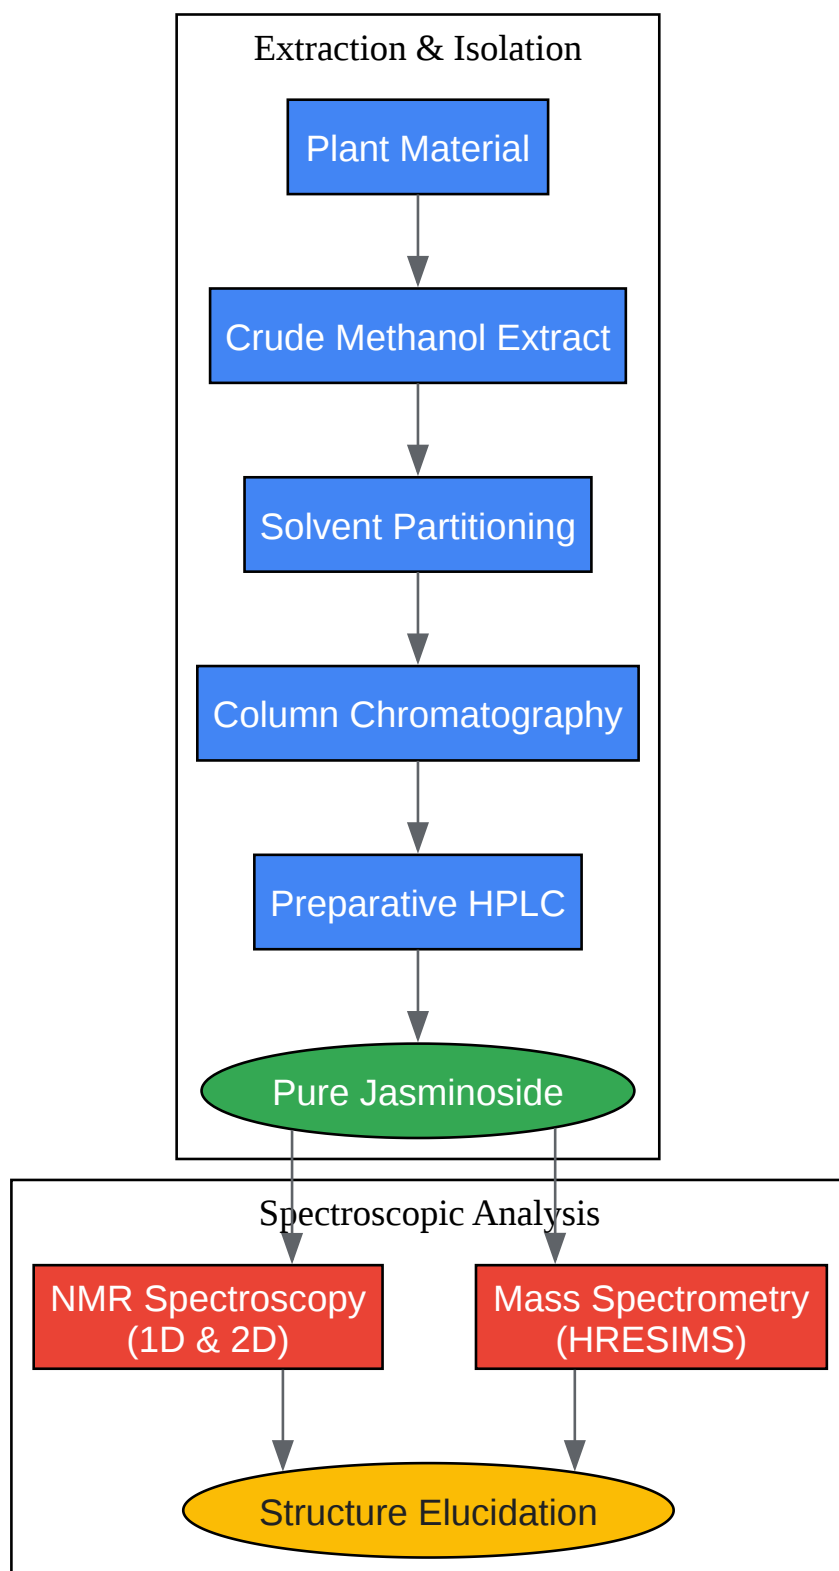 Extraction & Isolation
Plant Material
Crude Methanol Extract
Solvent Partitioning
Column Chromatography
Preparative HPLC
Pure Jasminoside
Spectroscopic Analysis
NMR Spectroscopy
(1D & 2D)
Mass Spectrometry
(HRESIMS)
Structure Elucidation